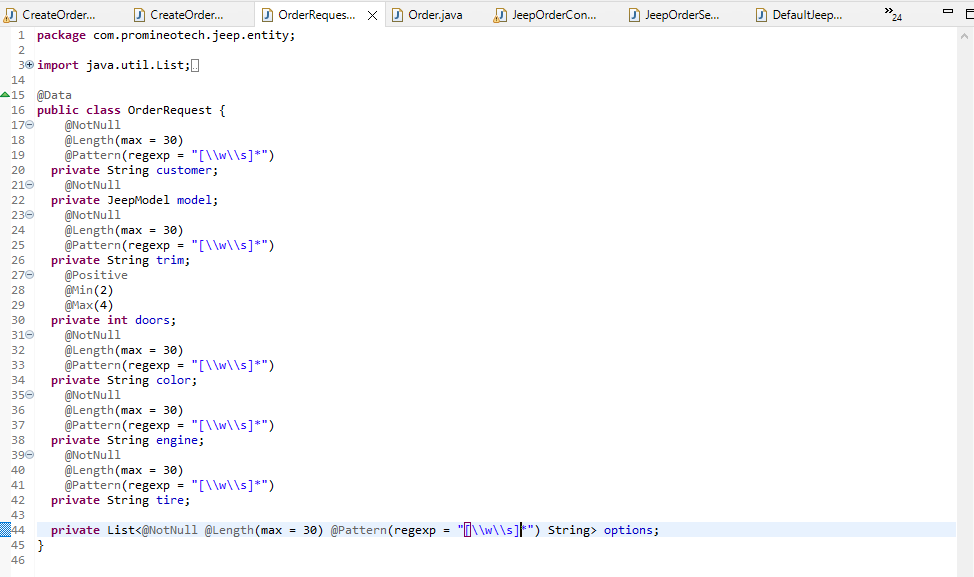 CreateOrder... CreateOrder... OrderReques... Order.java JeepOrderCon... JeepOrderSe... DefaultJeep... »24
1 package com.promineotech.jeep.entity;
2
3 import java.util.List;
14
15 @Data
16 public class OrderRequest {
17 @NotNull
18 @Length(max = 30)
19 @Pattern(regexp = "[\\w\\s]*")
20 private String customer;
21 @NotNull
22 private JeepModel model;
23 @NotNull
24 @Length(max = 30)
25 @Pattern(regexp = "[\\w\\s]*")
26 private String trim;
27 @Positive
28 @Min(2)
29 @Max(4)
30 private int doors;
31 @NotNull
32 @Length(max = 30)
33 @Pattern(regexp = "[\\w\\s]*")
34 private String color;
35 @NotNull
36 @Length(max = 30)
37 @Pattern(regexp = "[\\w\\s]*")
38 private String engine;
39 @NotNull
40 @Length(max = 30)
41 @Pattern(regexp = "[\\w\\s]*")
42 private String tire;
43
44 private List<@NotNull @Length(max = 30) @Pattern(regexp = "[\\w\\s]*") String> options;
45 }
46